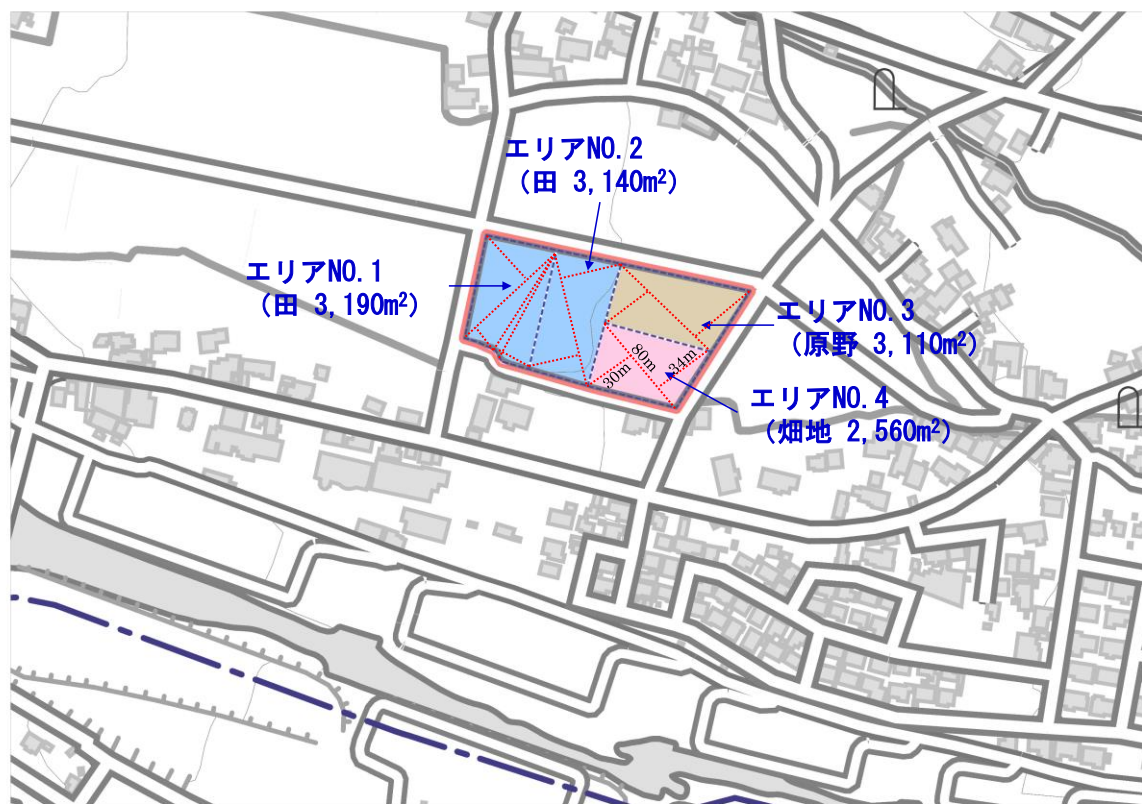 エリアNO.2
（田 3,140m²）
エリアNO.1
（田 3,190m²）
エリアNO.3
（原野 3,110m²）
80m
34m
30m
エリアNO.4
（畑地 2,560m²）